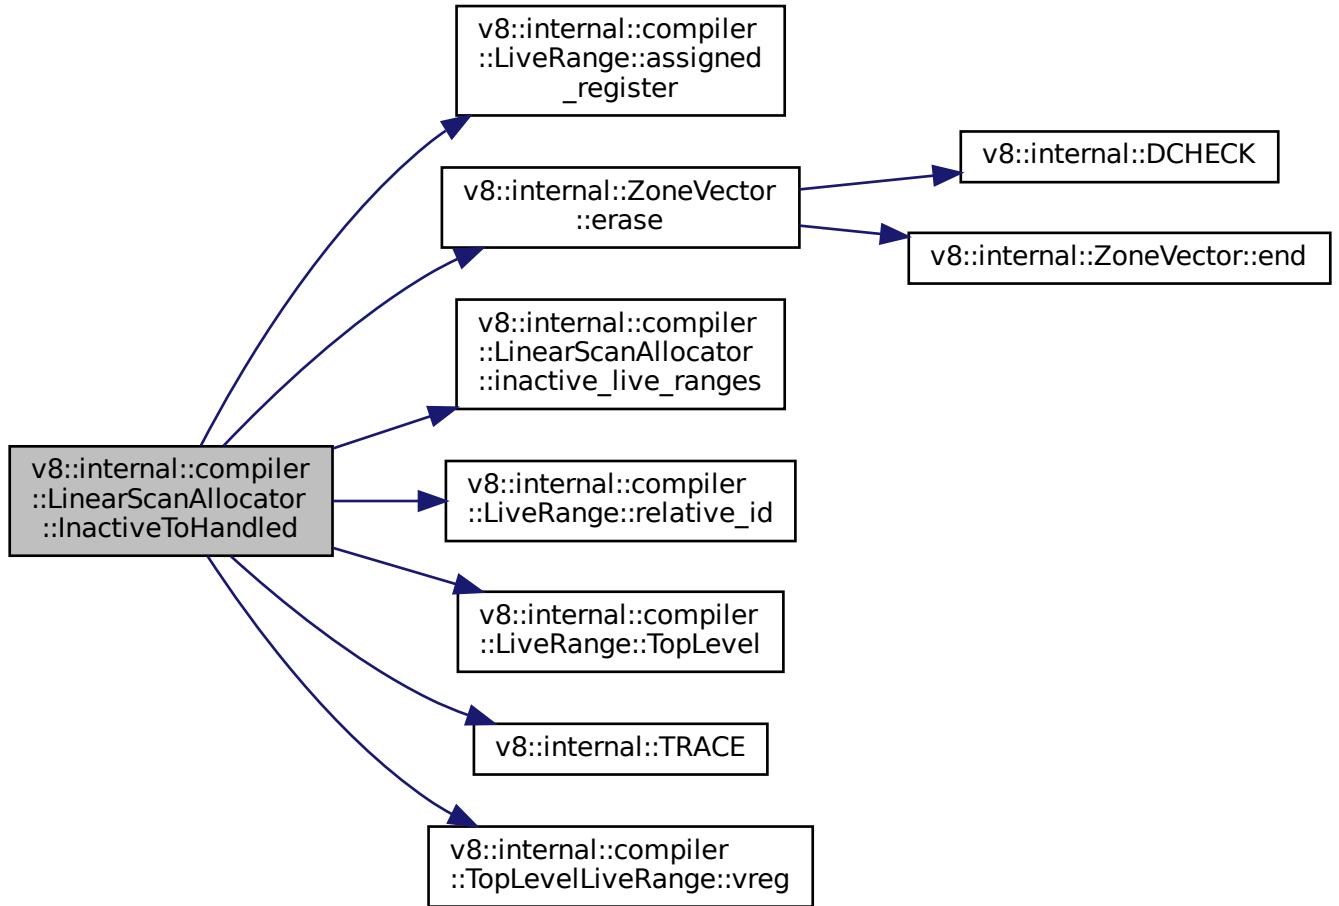 v8::internal::compiler
::LiveRange::assigned
_register
v8::internal::DCHECK
v8::internal::ZoneVector
::erase
v8::internal::ZoneVector::end
v8::internal::compiler
::LinearScanAllocator
::inactive_live_ranges
v8::internal::compiler
::LinearScanAllocator
::InactiveToHandled
v8::internal::compiler
::LiveRange::relative_id
v8::internal::compiler
::LiveRange::TopLevel
v8::internal::TRACE
v8::internal::compiler
::TopLevelLiveRange::vreg